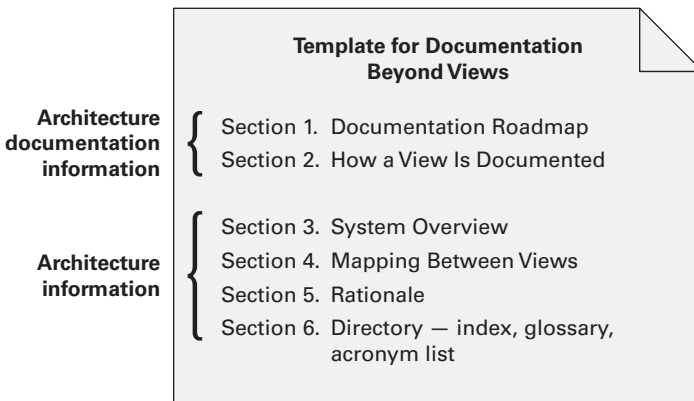 Template for Documentation
Beyond Views
Architecture
documentation
information
Section 1. Documentation Roadmap
Section 2. How a View Is Documented
Architecture
information
Section 3. System Overview
Section 4. Mapping Between Views
Section 5. Rationale
Section 6. Directory — index, glossary,
acronym list